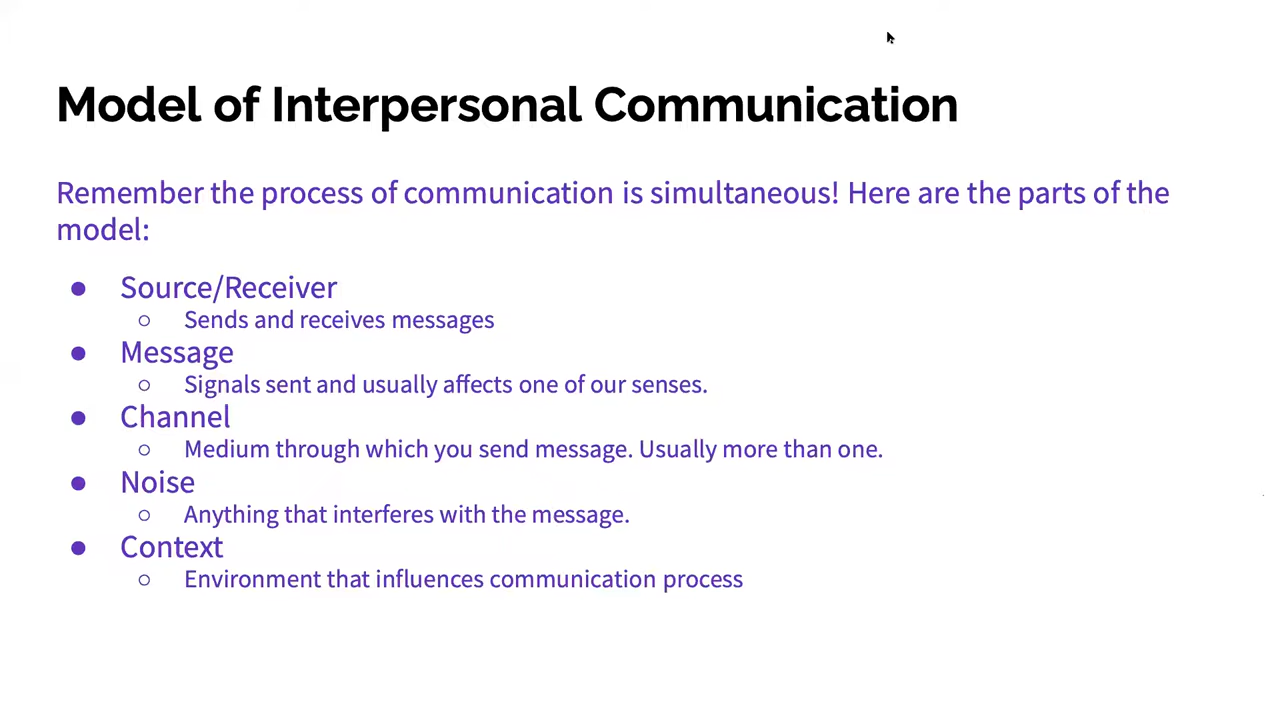 Model of Interpersonal Communication
Remember the process of communication is simultaneous! Here are the parts of the
model:
● Source/Receiver
○ Sends and receives messages
● Message
○ Signals sent and usually affects one of our senses.
● Channel
○ Medium through which you send message. Usually more than one.
● Noise
○ Anything that interferes with the message.
● Context
○ Environment that influences communication process